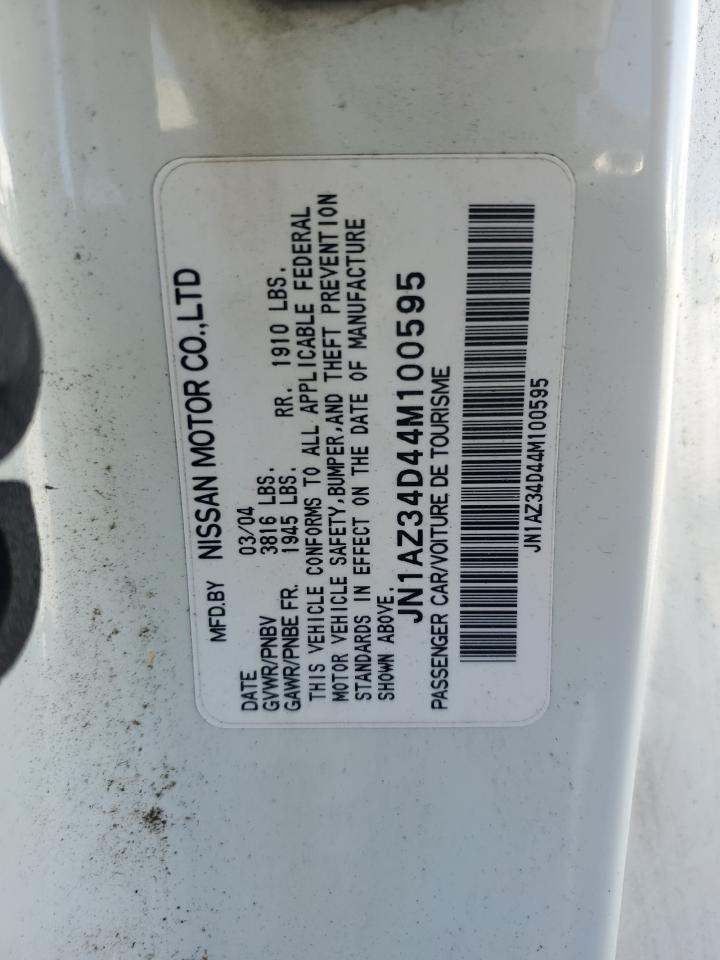 MFD.BY NISSAN MOTOR CO.,LTD
DATE 03/04
GVWR/PNBV 3816 LBS.
GAWR/PNBE FR. 1945 LBS. RR. 1910 LBS.
THIS VEHICLE CONFORMS TO ALL APPLICABLE FEDERAL
MOTOR VEHICLE SAFETY,BUMPER,AND THEFT PREVENTION
STANDARDS IN EFFECT ON THE DATE OF MANUFACTURE
SHOWN ABOVE.
JN1AZ34D44M100595
PASSENGER CAR/VOITURE DE TOURISME
JN1AZ34D44M100595